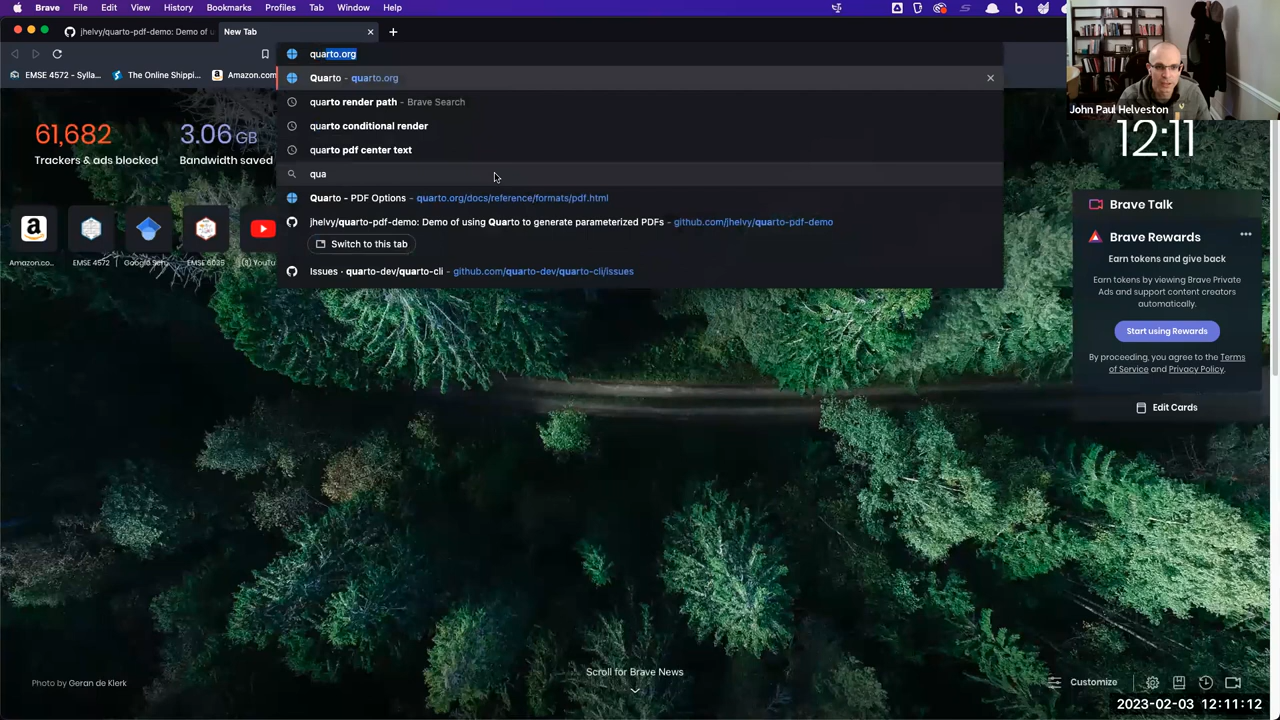 Brave File Edit View History Bookmarks Profiles Tab Window Help
jhelvy/quarto-pdf-demo: Demo of u
New Tab
quarto.org
EMSE 4572 - Sylla...
The Online Shippi...
Amazon.com
Quarto - quarto.org
quarto render path - Brave Search
quarto conditional render
quarto pdf center text
qua
Quarto - PDF Options - quarto.org/docs/reference/formats/pdf.html
jhelvy/quarto-pdf-demo: Demo of using Quarto to generate parameterized PDFs - github.com/jhelvy/quarto-pdf-demo
Switch to this tab
Issues · quarto-dev/quarto-cli - github.com/quarto-dev/quarto-cli/issues
John Paul Helveston
61,682
Trackers & ads blocked
3.06 GB
Bandwidth saved
12:11
Amazon.co...
EMSE 4572
EMSE 6035
Brave Talk
Brave Rewards
Earn tokens and give back
Earn tokens by viewing Brave Private
Ads and support content creators
automatically.
Start using Rewards
By proceeding, you agree to the Terms
of Service and Privacy Policy.
Edit Cards
Scroll for Brave News
Photo by Geran de Klerk
Customize
2023-02-03 12:11:12